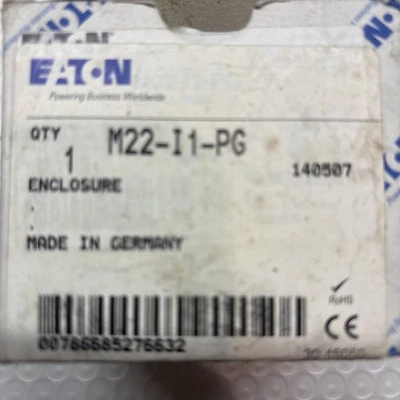 EATON
Powering Business Worldwide
QTY
1
M22-I1-PG
140507
ENCLOSURE
:
MADE IN GERMANY
RoHS
CE
00786685276632